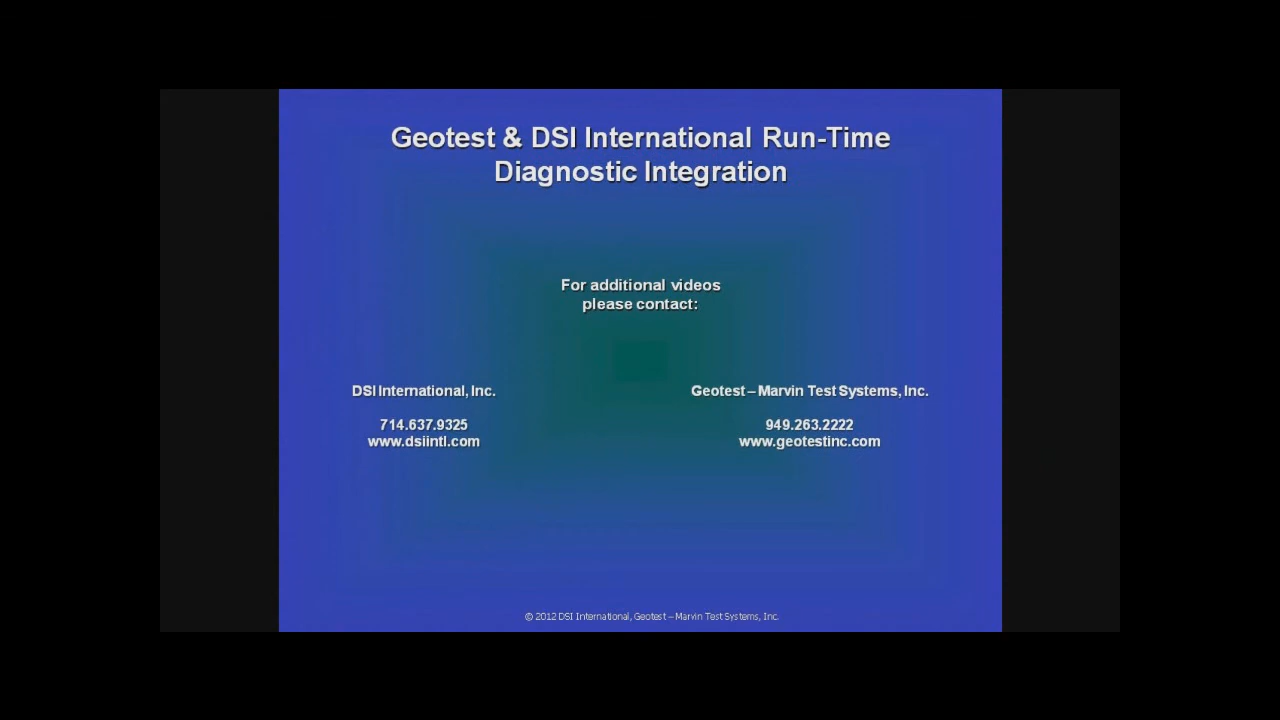 Geotest & DSI International Run-Time
Diagnostic Integration
For additional videos
please contact:
DSI International, Inc.
714.637.9325
www.dsiintl.com
Geotest – Marvin Test Systems, Inc.
949.263.2222
www.geotestinc.com
© 2012 DSI International, Geotest – Marvin Test Systems, Inc.